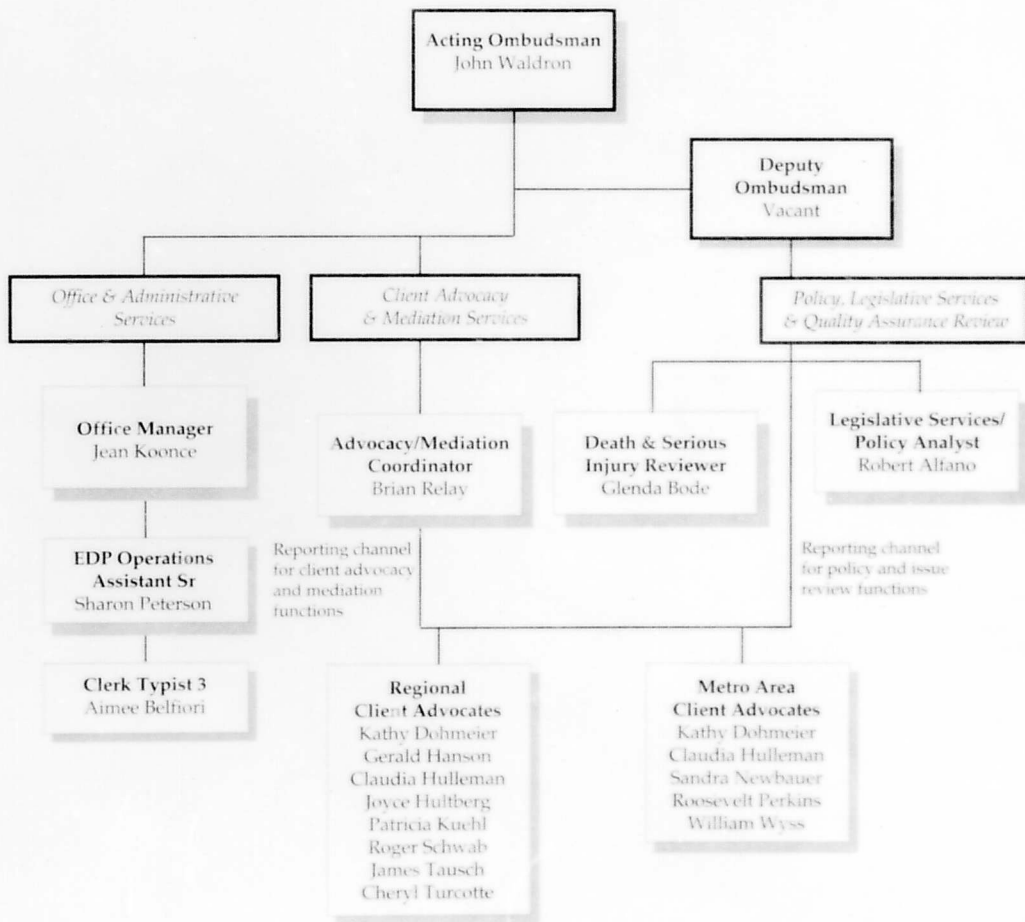 Acting Ombudsman
John Waldron
Deputy
Ombudsman
Vacant
Office & Administrative
Services
Client Advocacy
& Mediation Services
Policy, Legislative Services
& Quality Assurance Review
Office Manager
Jean Koonce
Advocacy/Mediation
Coordinator
Brian Relay
Death & Serious
Injury Reviewer
Glenda Bode
Legislative Services/
Policy Analyst
Robert Altano
EDP Operations
Assistant Sr
Sharon Peterson
Reporting channel
for client advocacy
and mediation
functions
Reporting channel
for policy and issue
review functions
Clerk Typist 3
Aimee Belfiori
Regional
Client Advocates
Kathy Dohmeier
Gerald Hanson
Claudia Hulleman
Joyce Hultberg
Patricia Kuehl
Roger Schwab
James Tausch
Cheryl Turcotte
Metro Area
Client Advocates
Kathy Dohmeier
Claudia Hulleman
Sandra Newbauer
Roosevelt Perkins
William Wyss